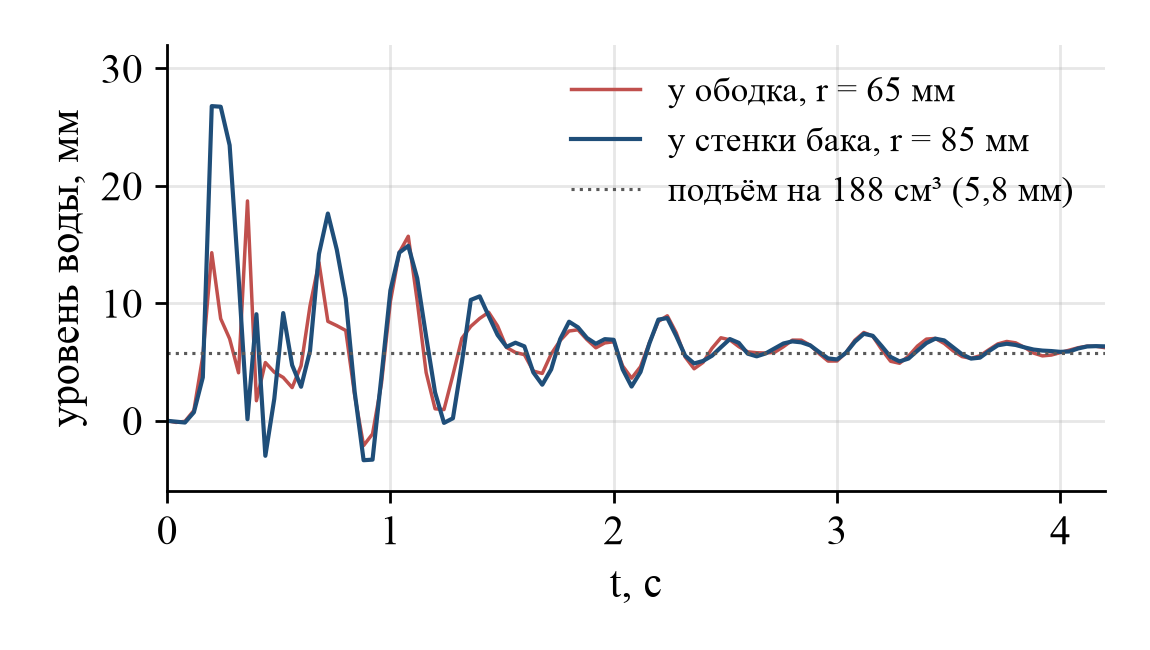 30
20
10
0
уровень воды, мм
у ободка, r = 65 мм
у стенки бака, r = 85 мм
подъём на 188 см³ (5,8 мм)
0 1 2 3 4
t, с